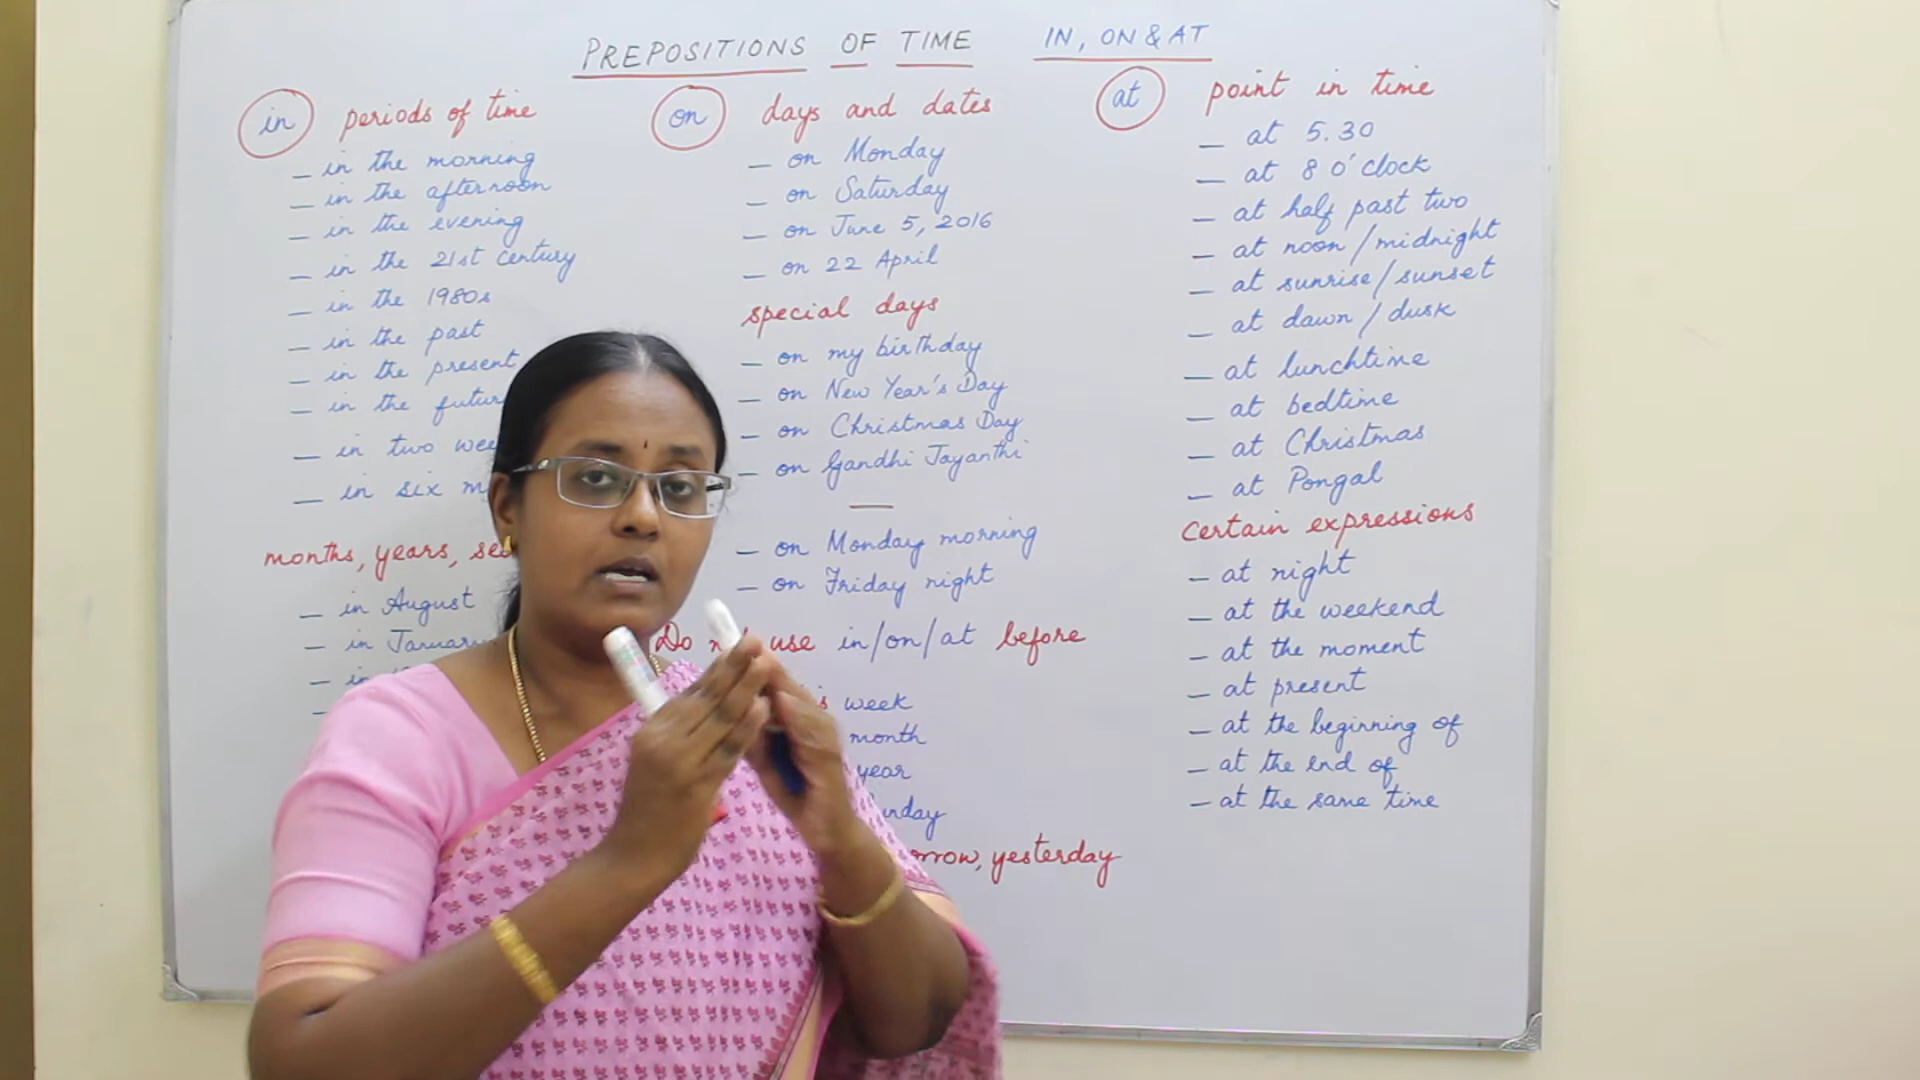 PREPOSITIONS OF TIME IN, ON & AT
in periods of time
_ in the morning
_ in the afternoon
_ in the evening
_ in the 21st century
_ in the 1980s
_ in the past
_ in the present
_ in the
_ in two
_ in six
months, years,
_ in August
_ in
_ in
on days and dates
_ on Monday
_ on Saturday
_ on June 5, 2016
_ on 22 April
special days
_ on my birthday
_ on New Year's Day
_ on Christmas Day
_ on Gandhi Jayanthi
_ on Monday morning
_ on Friday night
Do use in/on/at before
week
month
year
yesterday
at point in time
_ at 5.30
_ at 8 o'clock
_ at half past two
_ at noon / midnight
_ at sunrise / sunset
_ at dawn / dusk
_ at lunchtime
_ at bedtime
_ at Christmas
_ at Pongal
certain expressions
_ at night
_ at the weekend
_ at the moment
_ at present
_ at the beginning of
_ at the end of
_ at the same time